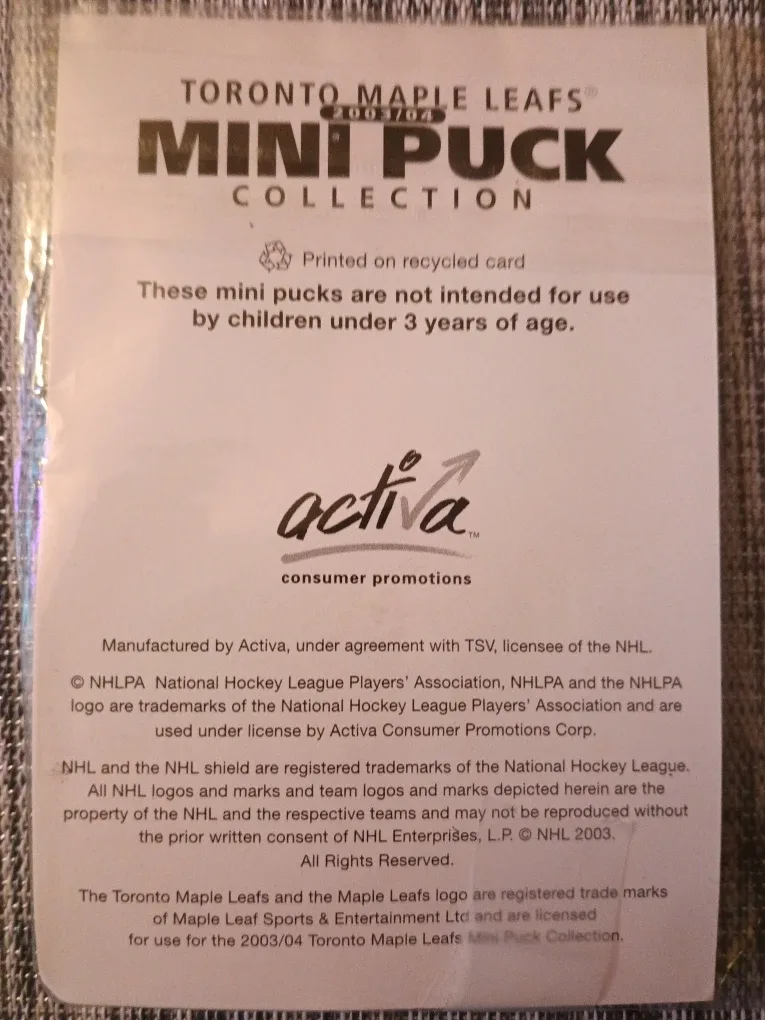 TORONTO MAPLE LEAFS®
2003/04
MINI PUCK
COLLECTION
Printed on recycled card
These mini pucks are not intended for use
by children under 3 years of age.
activa™
consumer promotions
Manufactured by Activa, under agreement with TSV, licensee of the NHL.
© NHLPA National Hockey League Players' Association, NHLPA and the NHLPA
logo are trademarks of the National Hockey League Players' Association and are
used under license by Activa Consumer Promotions Corp.
NHL and the NHL shield are registered trademarks of the National Hockey League.
All NHL logos and marks and team logos and marks depicted herein are the
property of the NHL and the respective teams and may not be reproduced without
the prior written consent of NHL Enterprises, L.P. © NHL 2003.
All Rights Reserved.
The Toronto Maple Leafs and the Maple Leafs logo are registered trade marks
of Maple Leaf Sports & Entertainment Ltd and are licensed
for use for the 2003/04 Toronto Maple Leafs Mini Puck Collection.